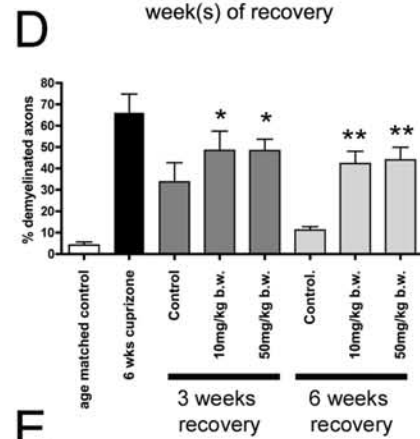 week(s) of recovery
D
% demyelinated axons
80
70
60
50
40
30
20
10
0
* * ** **
age matched control
6 wks cuprizone
Control
10mg/kg b.w.
50mg/kg b.w.
Control.
10mg/kg b.w.
50mg/kg b.w.
3 weeks recovery
6 weeks recovery